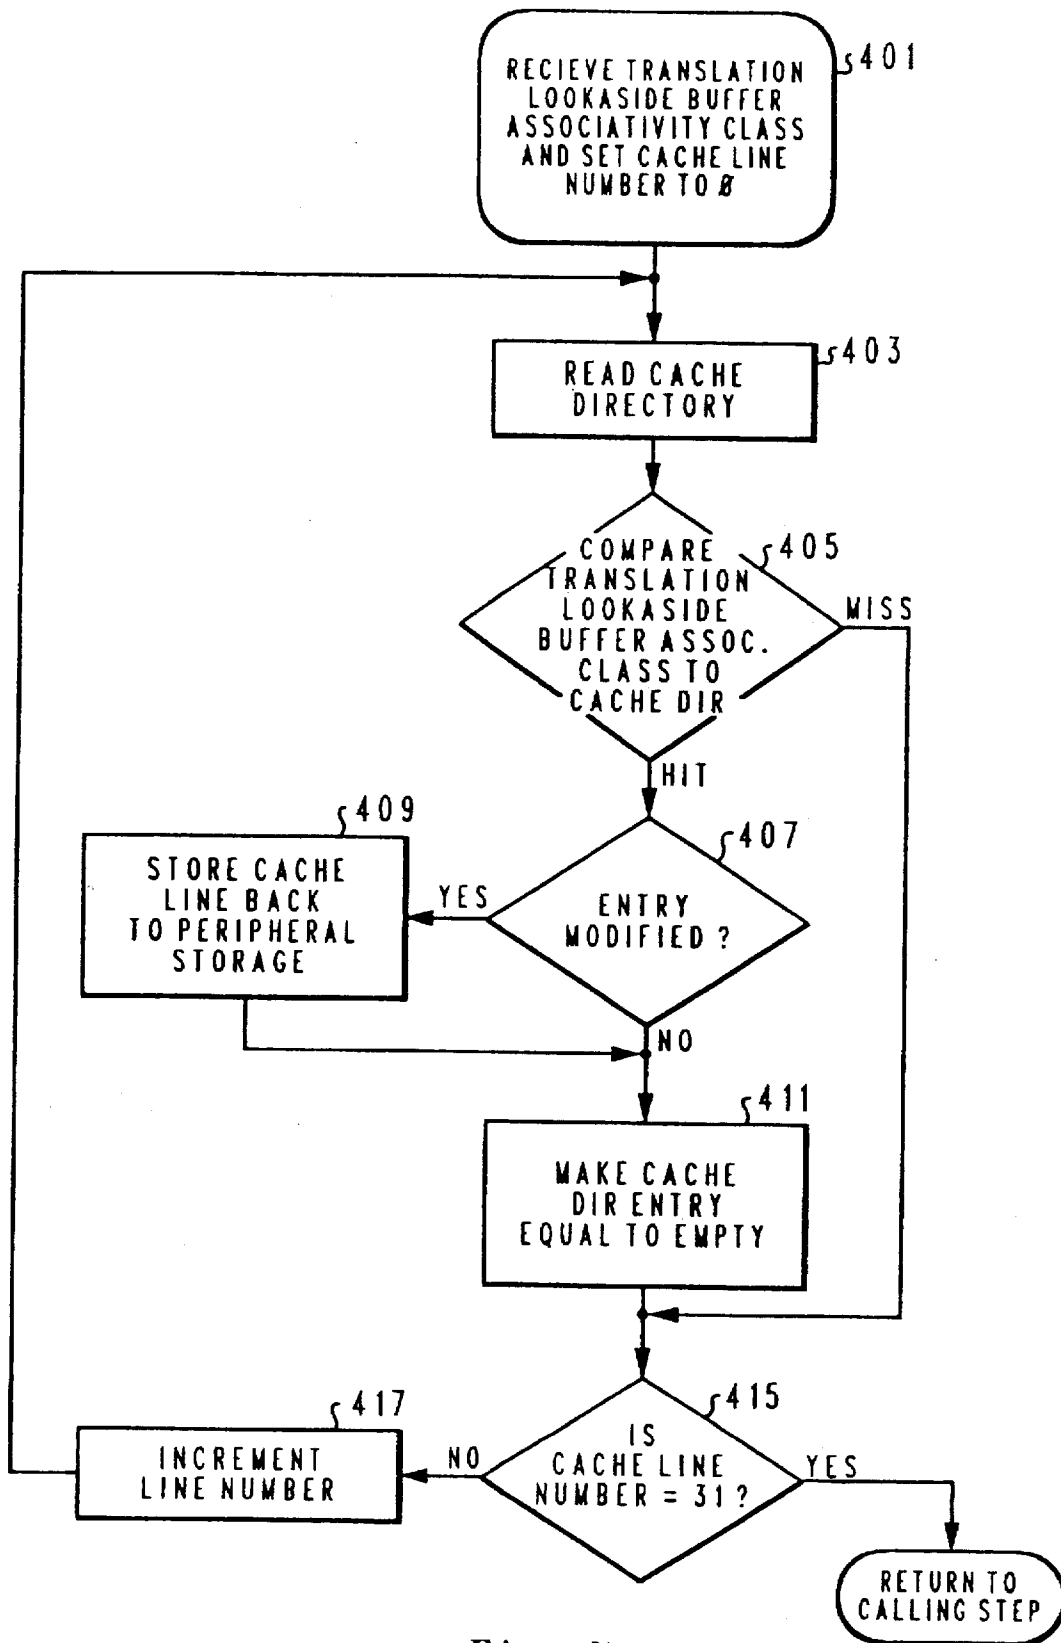 RECIEVE TRANSLATION
LOOKASIDE BUFFER
ASSOCIATIVITY CLASS
AND SET CACHE LINE
NUMBER TO 0
401
READ CACHE
DIRECTORY
403
COMPARE
TRANSLATION
LOOKASIDE
BUFFER ASSOC.
CLASS TO
CACHE DIR
405
MISS
HIT
409
STORE CACHE
LINE BACK
TO PERIPHERAL
STORAGE
YES
407
ENTRY
MODIFIED ?
NO
411
MAKE CACHE
DIR ENTRY
EQUAL TO EMPTY
417
INCREMENT
LINE NUMBER
NO
415
IS
CACHE LINE
NUMBER = 31 ?
YES
RETURN TO
CALLING STEP